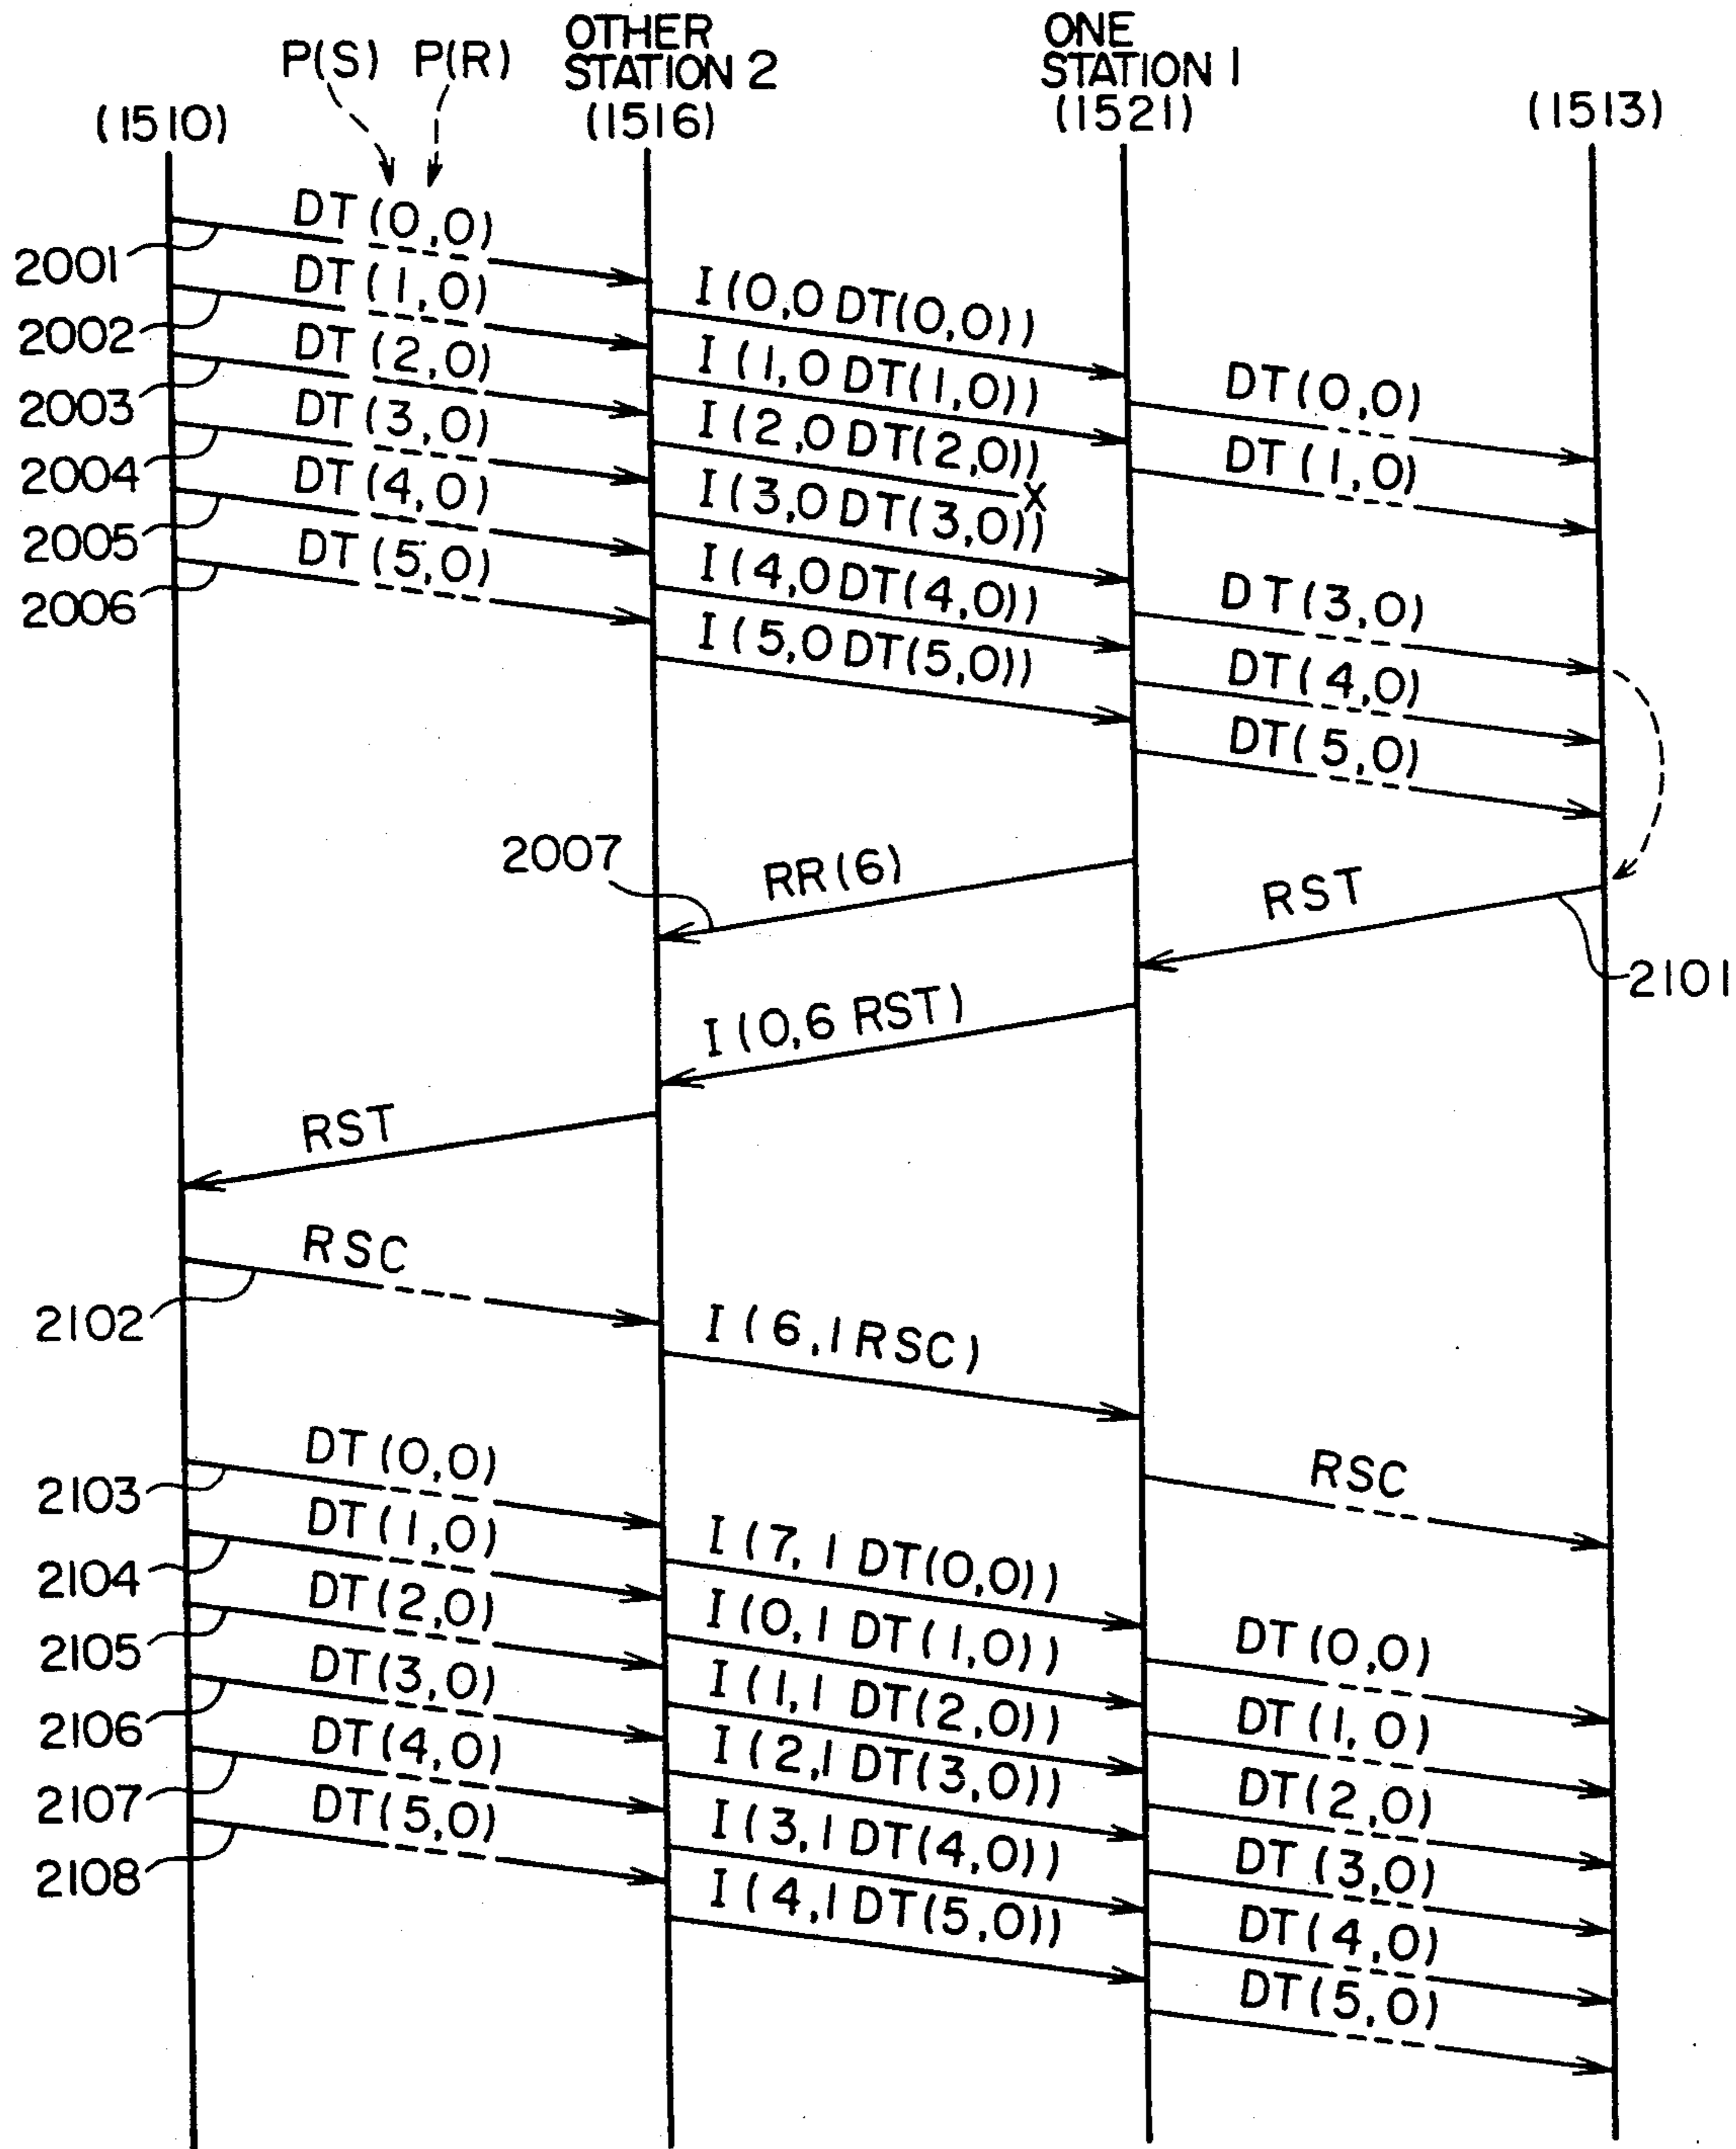 P(S) P(R)
OTHER
STATION 2
(1516)
ONE
STATION 1
(1521)
(1510)
(1513)
DT(0,0)
2001
DT(1,0)
I(0,0 DT(0,0))
2002
DT(2,0)
I(1,0 DT(1,0))
DT(0,0)
2003
DT(3,0)
I(2,0 DT(2,0))
X
DT(1,0)
2004
DT(4,0)
I(3,0 DT(3,0))
2005
DT(5,0)
I(4,0 DT(4,0))
DT(3,0)
2006
I(5,0 DT(5,0))
DT(4,0)
DT(5,0)
2007
RR(6)
RST
2101
I(0,6 RST)
RST
RSC
2102
I(6,1 RSC)
DT(0,0)
RSC
2103
DT(1,0)
I(7,1 DT(0,0))
2104
DT(2,0)
I(0,1 DT(1,0))
DT(0,0)
2105
DT(3,0)
I(1,1 DT(2,0))
DT(1,0)
2106
DT(4,0)
I(2,1 DT(3,0))
DT(2,0)
2107
DT(5,0)
I(3,1 DT(4,0))
DT(3,0)
2108
I(4,1 DT(5,0))
DT(4,0)
DT(5,0)